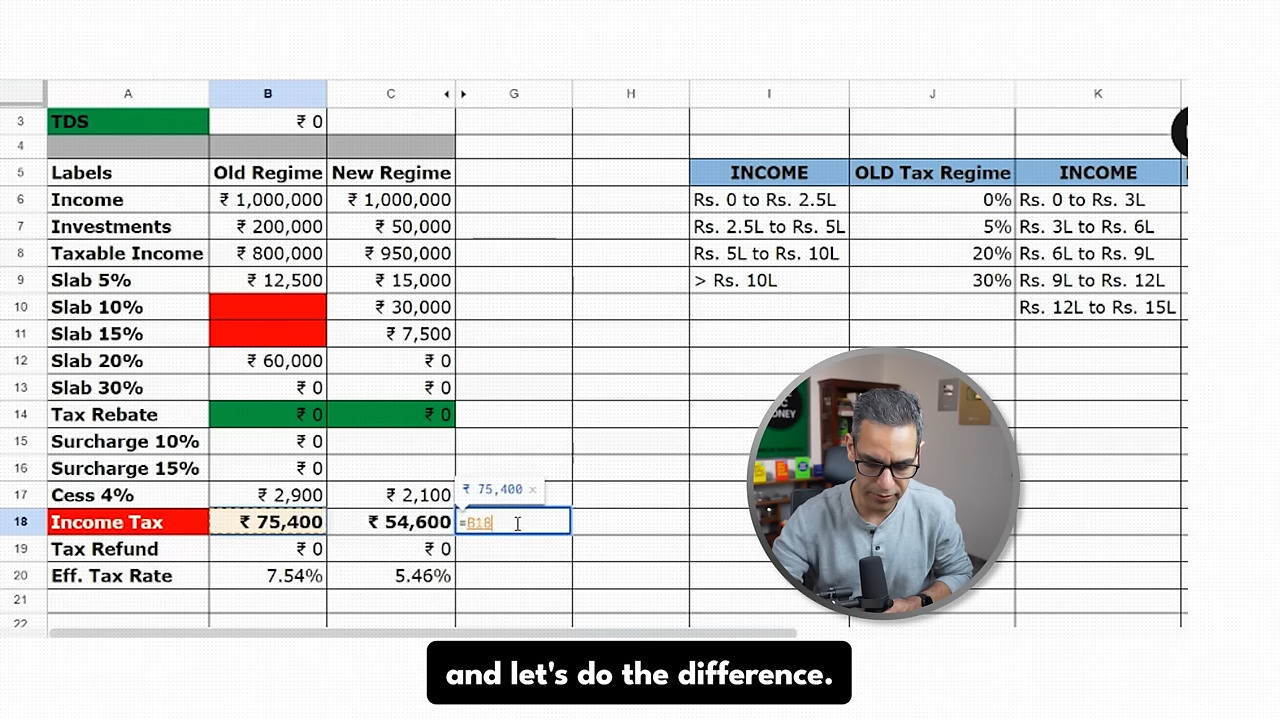 A B C G H I J K
3 TDS ₹ 0
4
5 Labels Old Regime New Regime INCOME OLD Tax Regime INCOME
6 Income ₹ 1,000,000 ₹ 1,000,000 Rs. 0 to Rs. 2.5L 0% Rs. 0 to Rs. 3L
7 Investments ₹ 200,000 ₹ 50,000 Rs. 2.5L to Rs. 5L 5% Rs. 3L to Rs. 6L
8 Taxable Income ₹ 800,000 ₹ 950,000 Rs. 5L to Rs. 10L 20% Rs. 6L to Rs. 9L
9 Slab 5% ₹ 12,500 ₹ 15,000 > Rs. 10L 30% Rs. 9L to Rs. 12L
10 Slab 10% ₹ 30,000 Rs. 12L to Rs. 15L
11 Slab 15% ₹ 7,500
12 Slab 20% ₹ 60,000 ₹ 0
13 Slab 30% ₹ 0 ₹ 0
14 Tax Rebate ₹ 0 ₹ 0
15 Surcharge 10% ₹ 0
16 Surcharge 15% ₹ 0
₹ 75,400 ×
17 Cess 4% ₹ 2,900 ₹ 2,100
18 Income Tax ₹ 75,400 ₹ 54,600 =B18
19 Tax Refund ₹ 0 ₹ 0
20 Eff. Tax Rate 7.54% 5.46%
21
22
and let's do the difference.